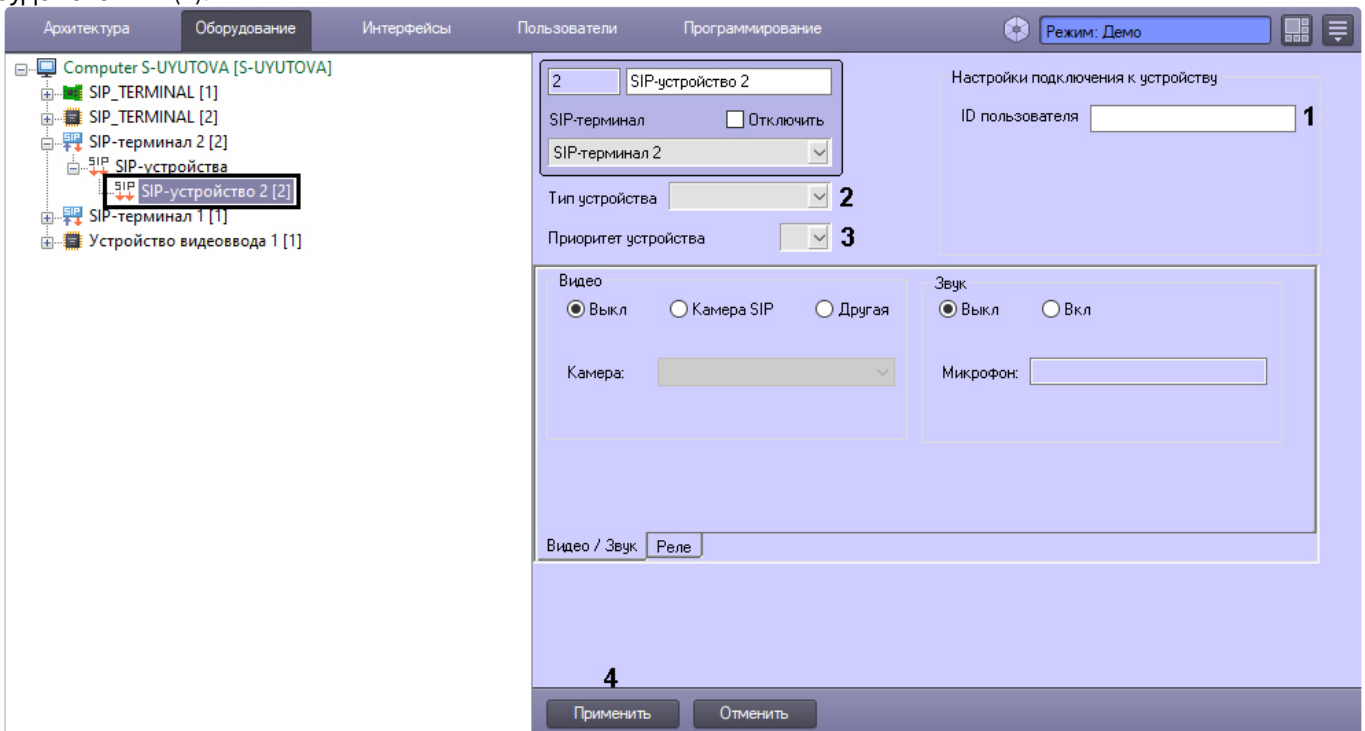 Архитектура Оборудование Интерфейсы Пользователи Программирование Режим: Демо
Computer S-UYUTOVA [S-UYUTOVA]
SIP_TERMINAL [1]
SIP_TERMINAL [2]
SIP-терминал 2 [2]
SIP-устройства
SIP-устройство 2 [2]
SIP-терминал 1 [1]
Устройство видеоввода 1 [1]
2 SIP-устройство 2
SIP-терминал Отключить
SIP-терминал 2
Тип устройства 2
Приоритет устройства 3
Настройки подключения к устройству
ID пользователя 1
Видео
Выкл Камера SIP Другая
Камера:
Звук
Выкл Вкл
Микрофон:
Видео / Звук Реле
4
Применить Отменить